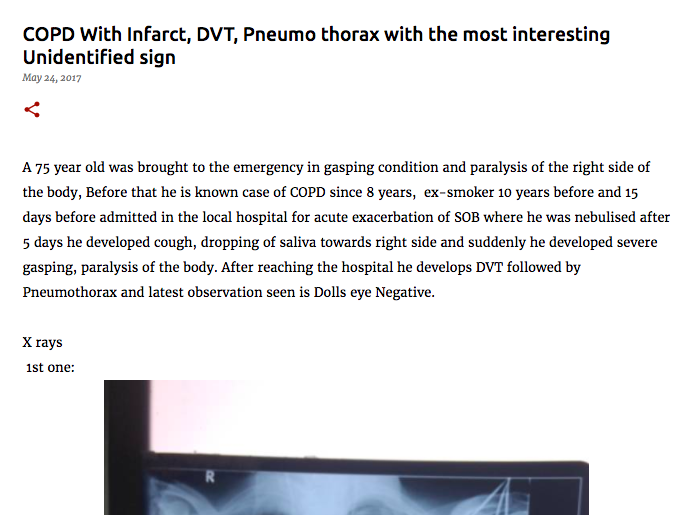 COPD With Infarct, DVT, Pneumo thorax with the most interesting
Unidentified sign
May 24, 2017
A 75 year old was brought to the emergency in gasping condition and paralysis of the right side of
the body, Before that he is known case of COPD since 8 years,  ex-smoker 10 years before and 15
days before admitted in the local hospital for acute exacerbation of SOB where he was nebulised after
5 days he developed cough, dropping of saliva towards right side and suddenly he developed severe
gasping, paralysis of the body. After reaching the hospital he develops DVT followed by
Pneumothorax and latest observation seen is Dolls eye Negative.
X rays
1st one:
R